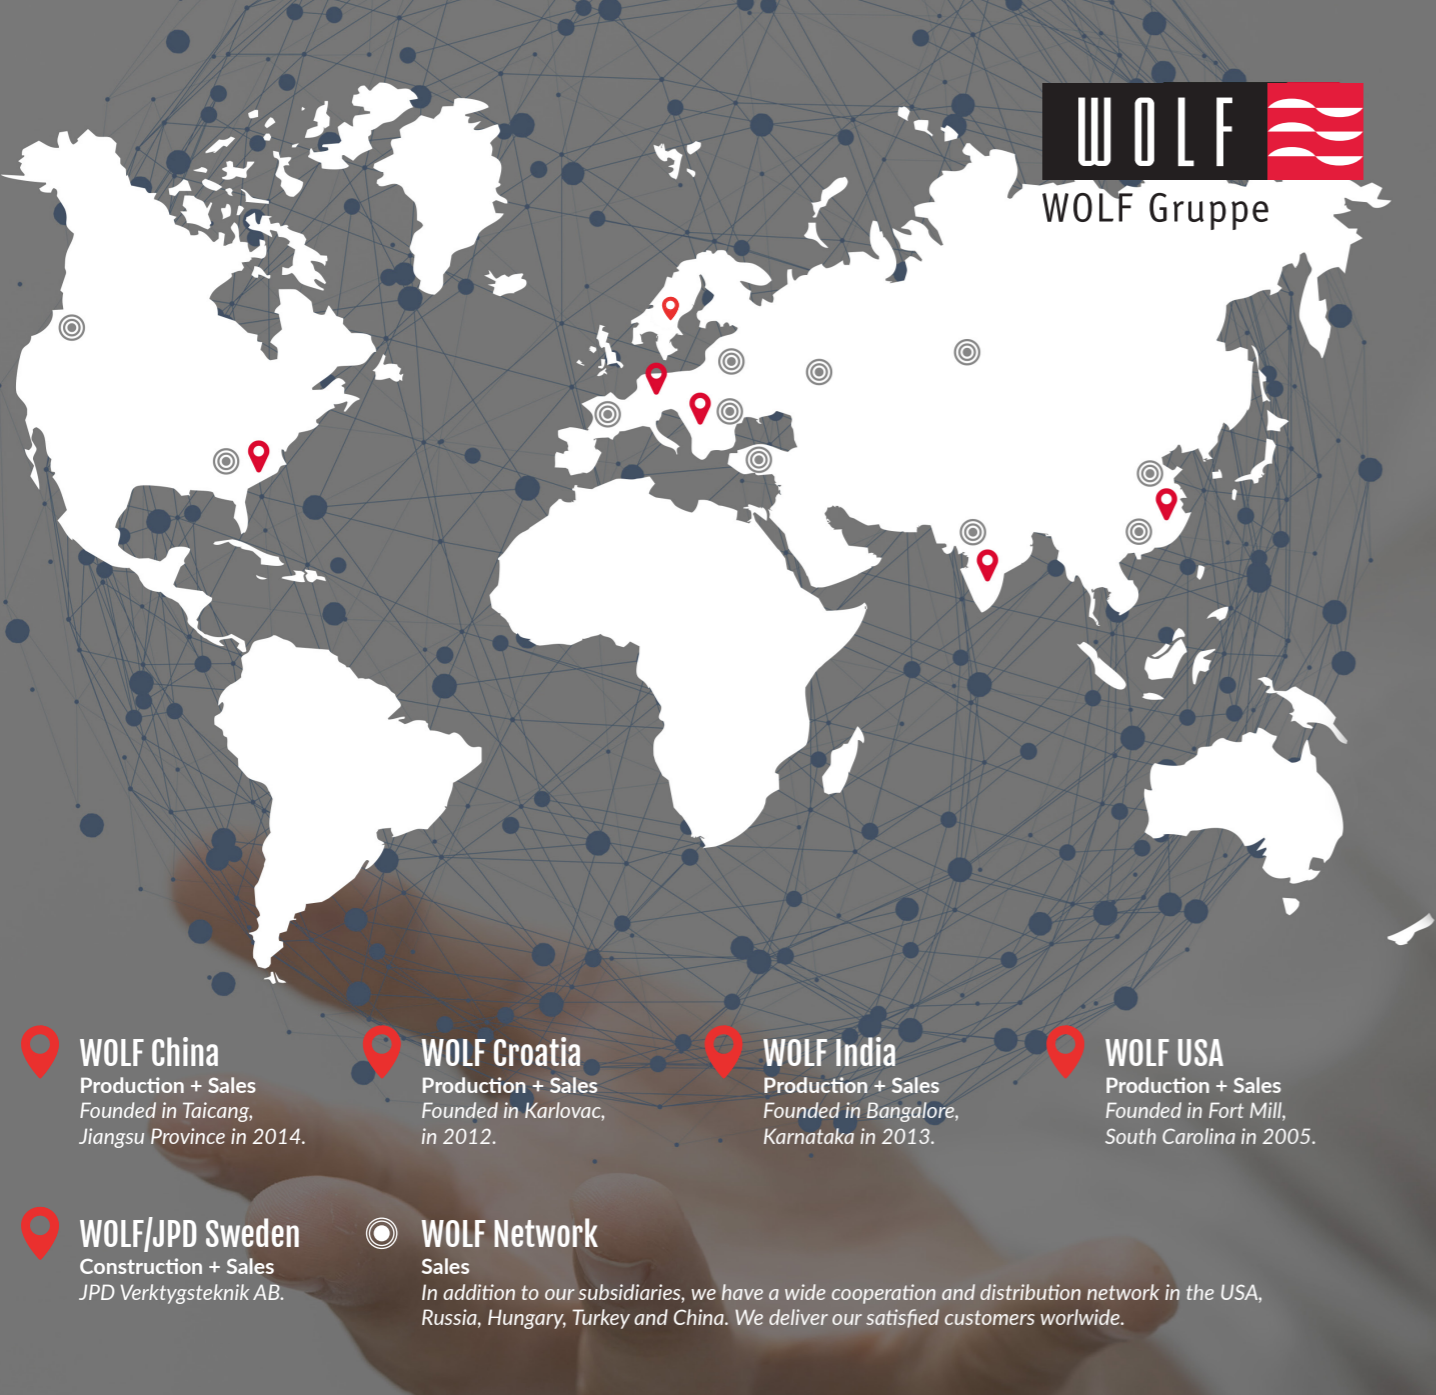 WOLF
WOLF Gruppe
WOLF China
Production + Sales
Founded in Taicang,
Jiangsu Province in 2014.
WOLF Croatia
Production + Sales
Founded in Karlovac,
in 2012.
WOLF India
Production + Sales
Founded in Bangalore,
Karnataka in 2013.
WOLF USA
Production + Sales
Founded in Fort Mill,
South Carolina in 2005.
WOLF/JPD Sweden
Construction + Sales
JPD Verktygsteknik AB.
WOLF Network
Sales
In addition to our subsidiaries, we have a wide cooperation and distribution network in the USA,
Russia, Hungary, Turkey and China. We deliver our satisfied customers worlwide.